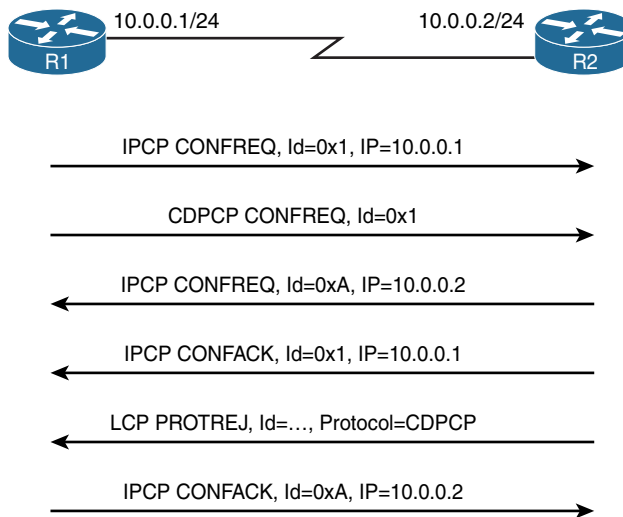 10.0.0.1/24 10.0.0.2/24
R1 R2
IPCP CONFREQ, Id=0x1, IP=10.0.0.1
CDPCP CONFREQ, Id=0x1
IPCP CONFREQ, Id=0xA, IP=10.0.0.2
IPCP CONFACK, Id=0x1, IP=10.0.0.1
LCP PROTREJ, Id=…, Protocol=CDPCP
IPCP CONFACK, Id=0xA, IP=10.0.0.2